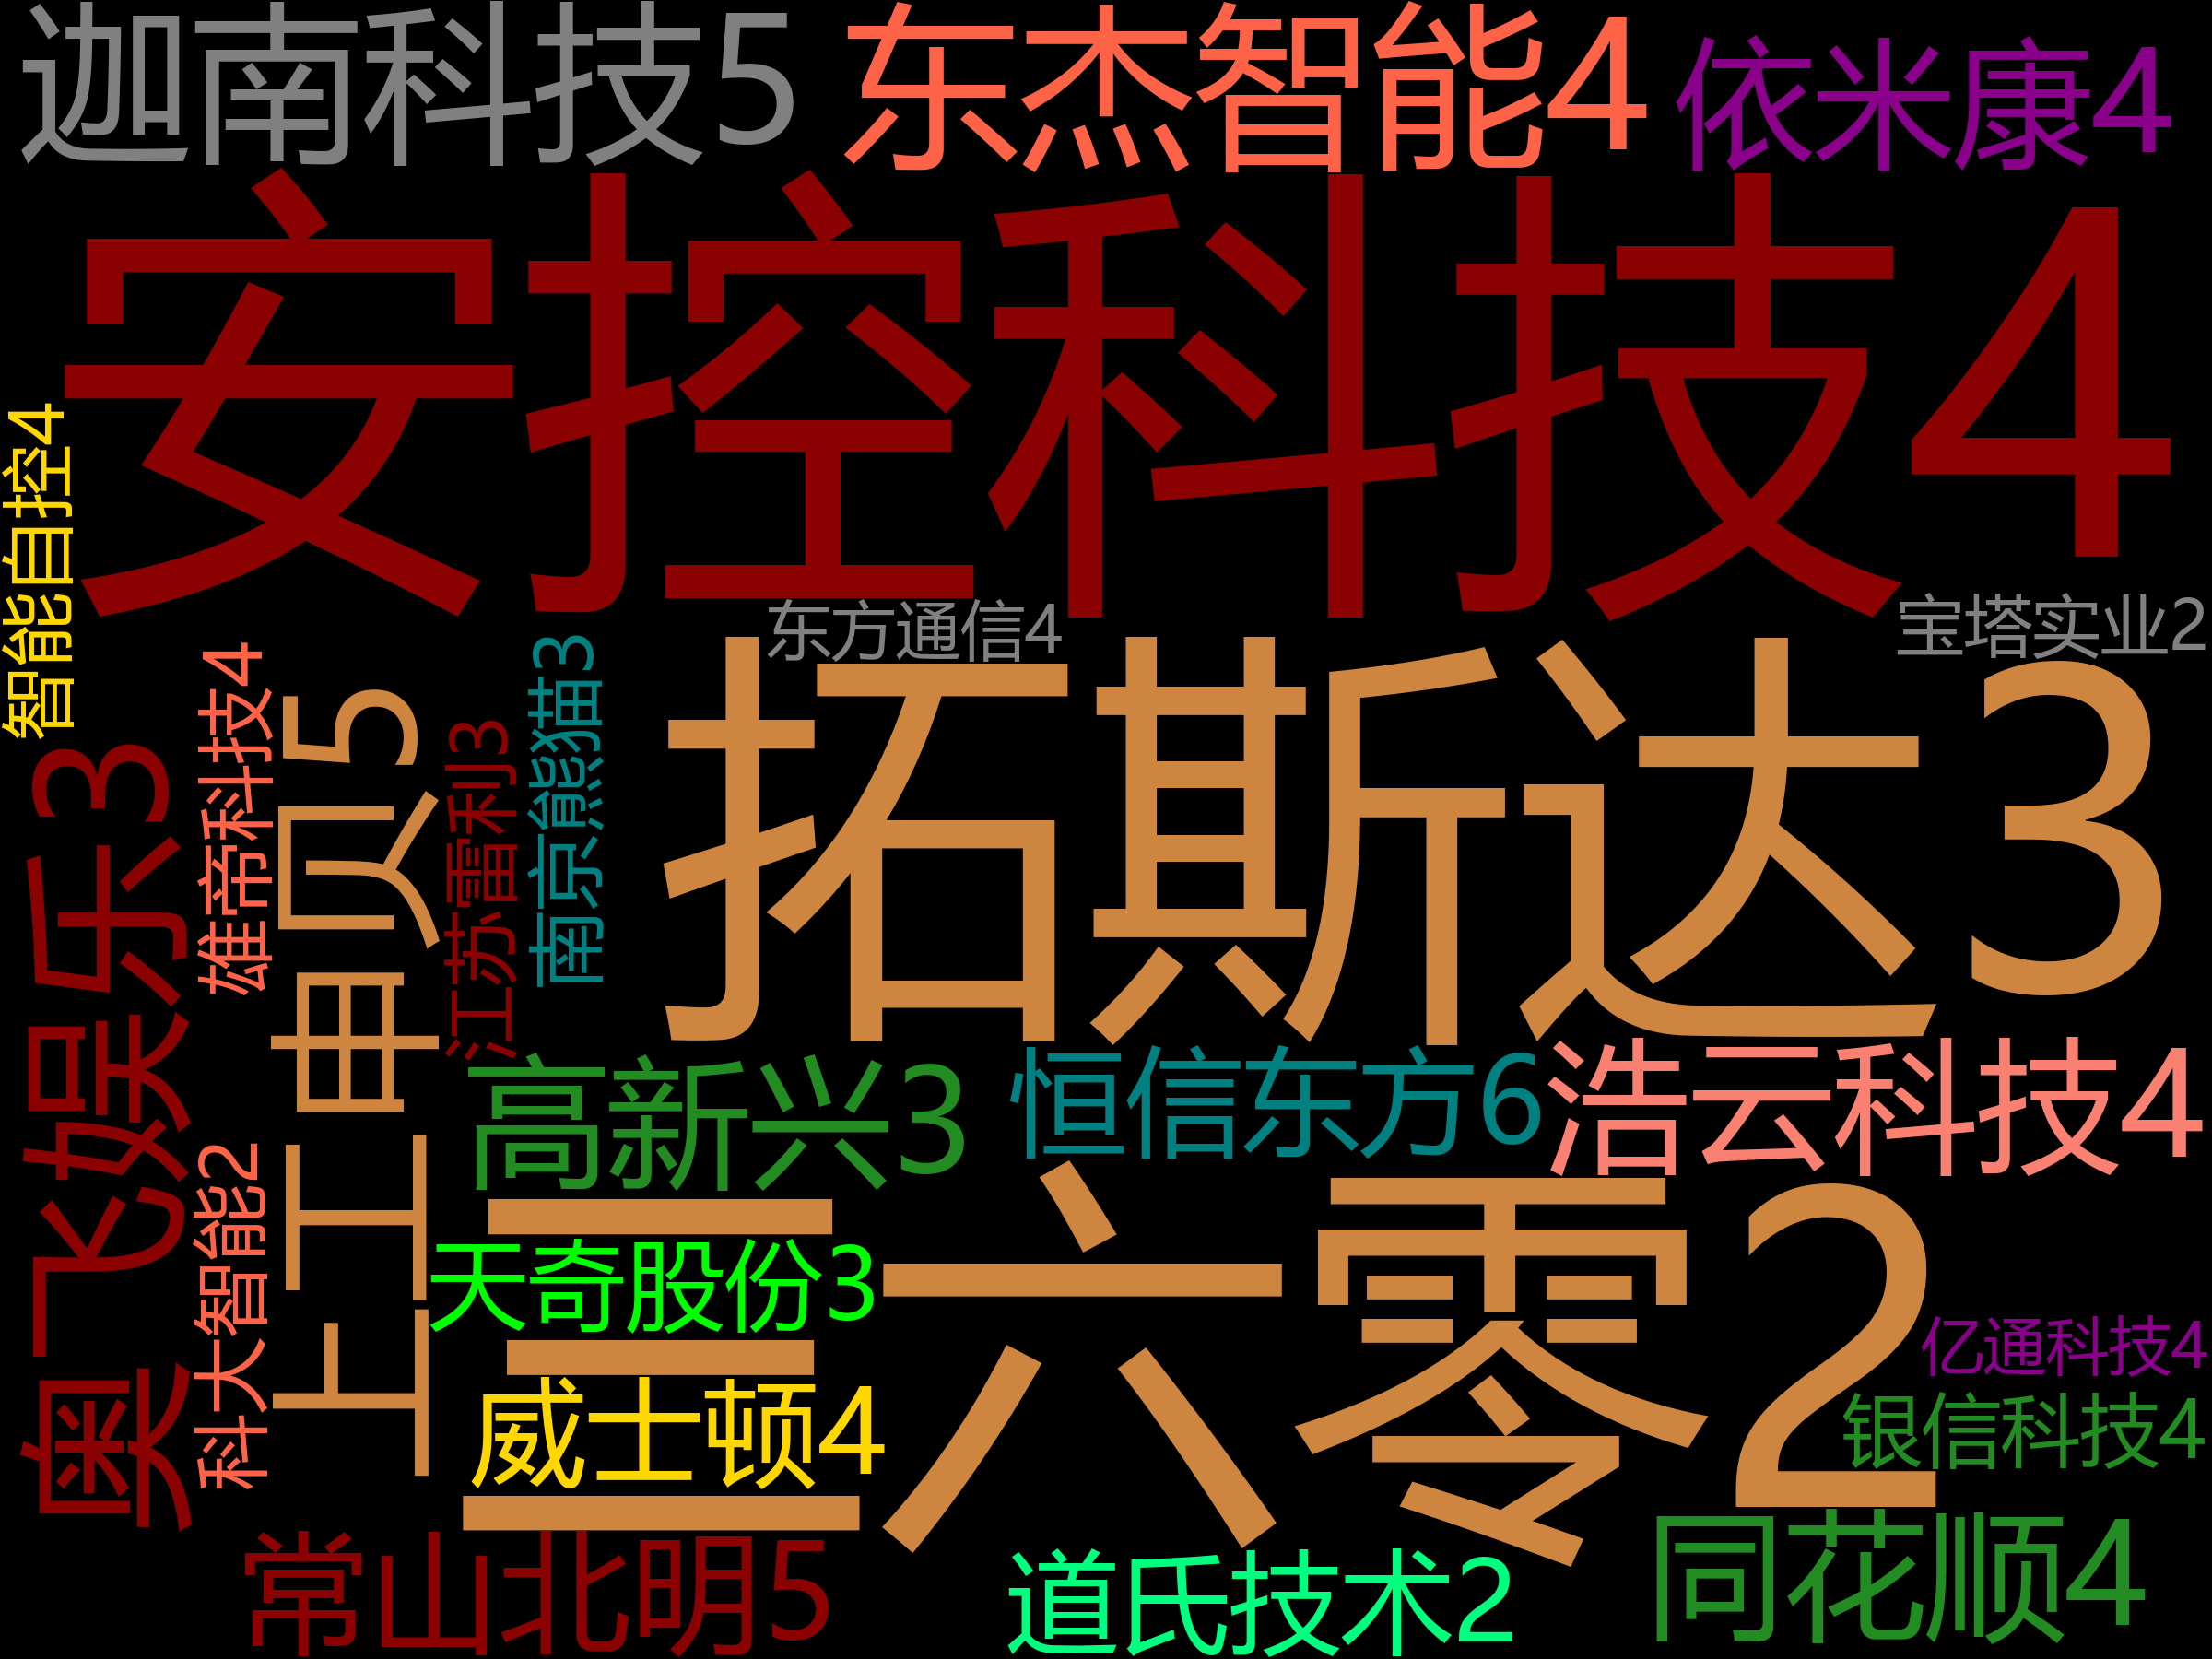 迦南科技5
东杰智能4
依米康4
安控科技4
智能自控4
东方通信4
宝塔实业2
拓斯达3
雄帝科技4
申贝5
南京熊猫3
江苏雷利3
奥飞娱乐3
上工
高新兴3
恒信东方6
浩云科技4
科大智能2
三六零2
天奇股份3
威士顿4
亿通科技4
银信科技4
常山北明5
道氏技术2
同花顺4